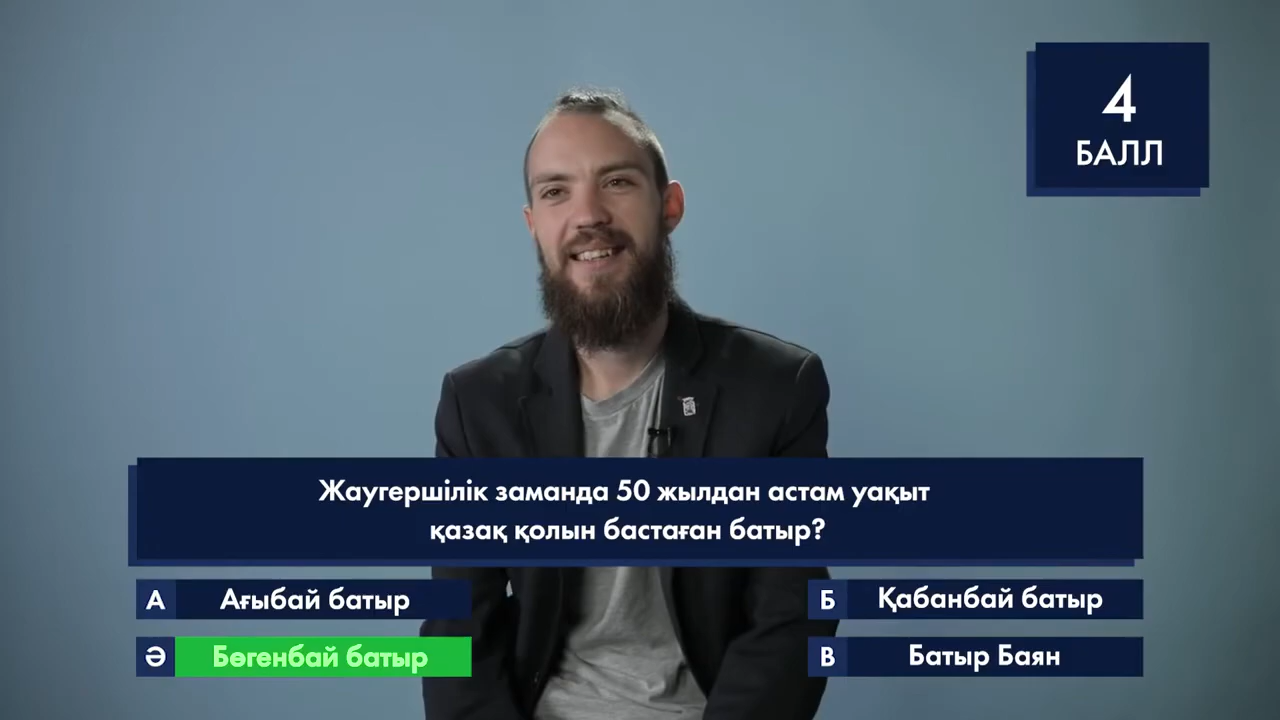 4
БАЛЛ
Жаугершілік заманда 50 жылдан астам уақыт
қазақ қолын бастаған батыр?
А Ағыбай батыр
Б Қабанбай батыр
Ә Бөгенбай батыр
В Батыр Баян